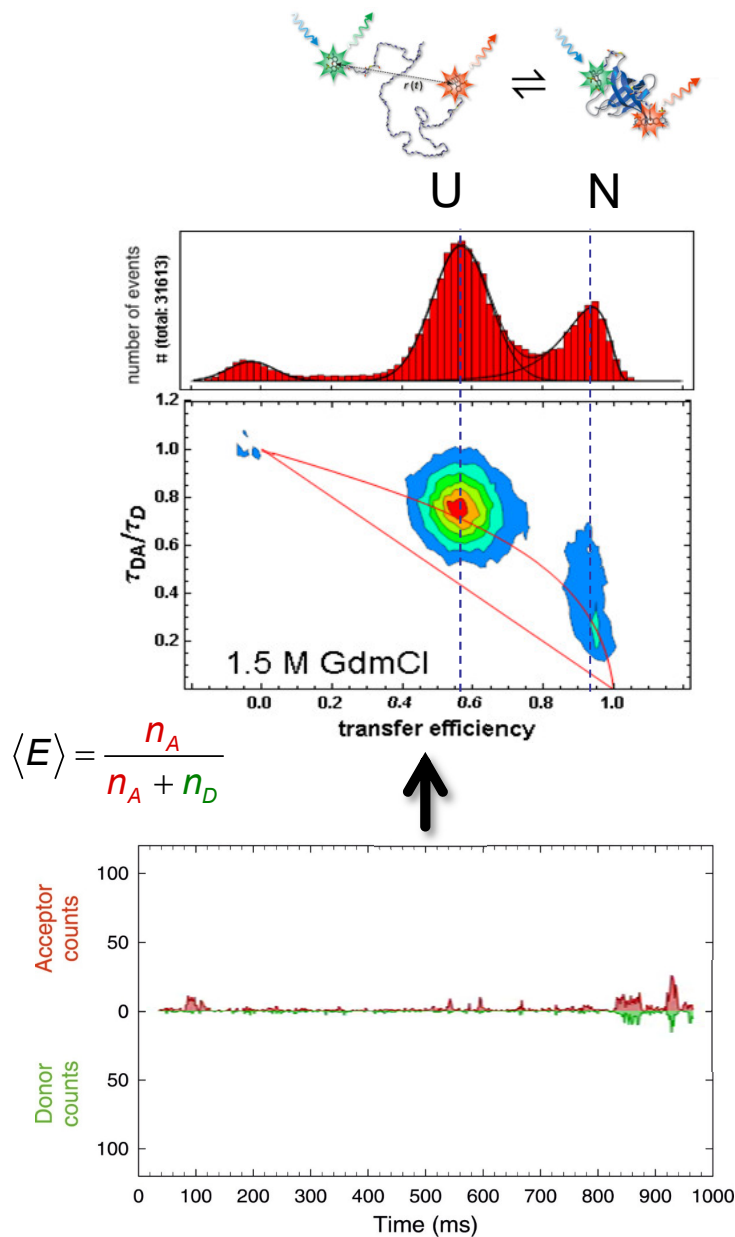 r(t)
⇌
U N
number of events
# (total: 31613)
1.2
1.0
0.8
0.6
0.4
0.2
τDA/τD
1.5 M GdmCl
0.0 0.2 0.4 0.6 0.8 1.0
transfer efficiency
⟨E⟩ = nA / (nA + nD)
Acceptor
counts
Donor
counts
100
50
0
50
100
0 100 200 300 400 500 600 700 800 900 1000
Time (ms)